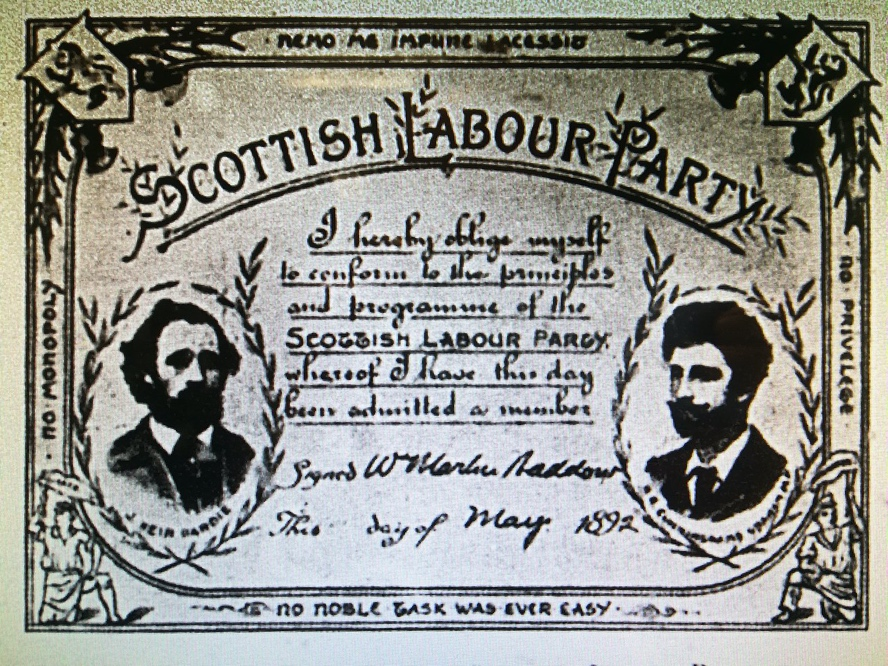 NEMO ME IMPUNE LACESSIT
SCOTTISH LABOUR PARTY
NO MONOPOLY
NO PRIVELEGE
I hereby oblige myself
to conform to the principles
and programme of the
SCOTTISH LABOUR PARTY.
whereof I have this day
been admitted a member
J. KEIR HARDIE
Signed W Martin Haddow
This day of May 1892
NO NOBLE TASK WAS EVER EASY